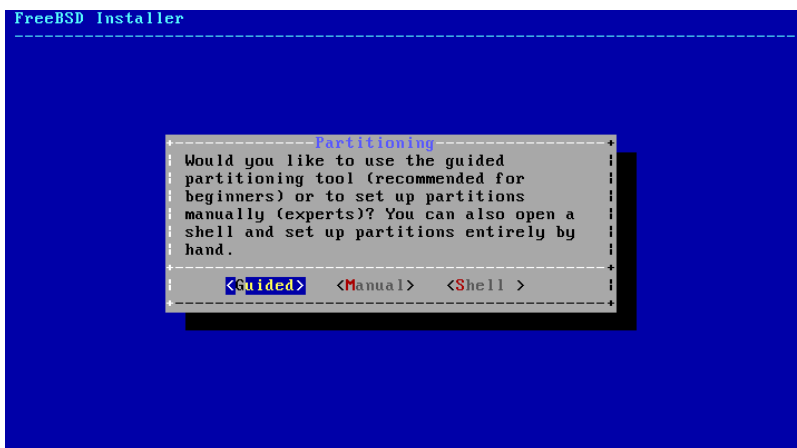 FreeBSD Installer
Partitioning
Would you like to use the guided
partitioning tool (recommended for
beginners) or to set up partitions
manually (experts)? You can also open a
shell and set up partitions entirely by
hand.
<Guided> <Manual> <Shell >